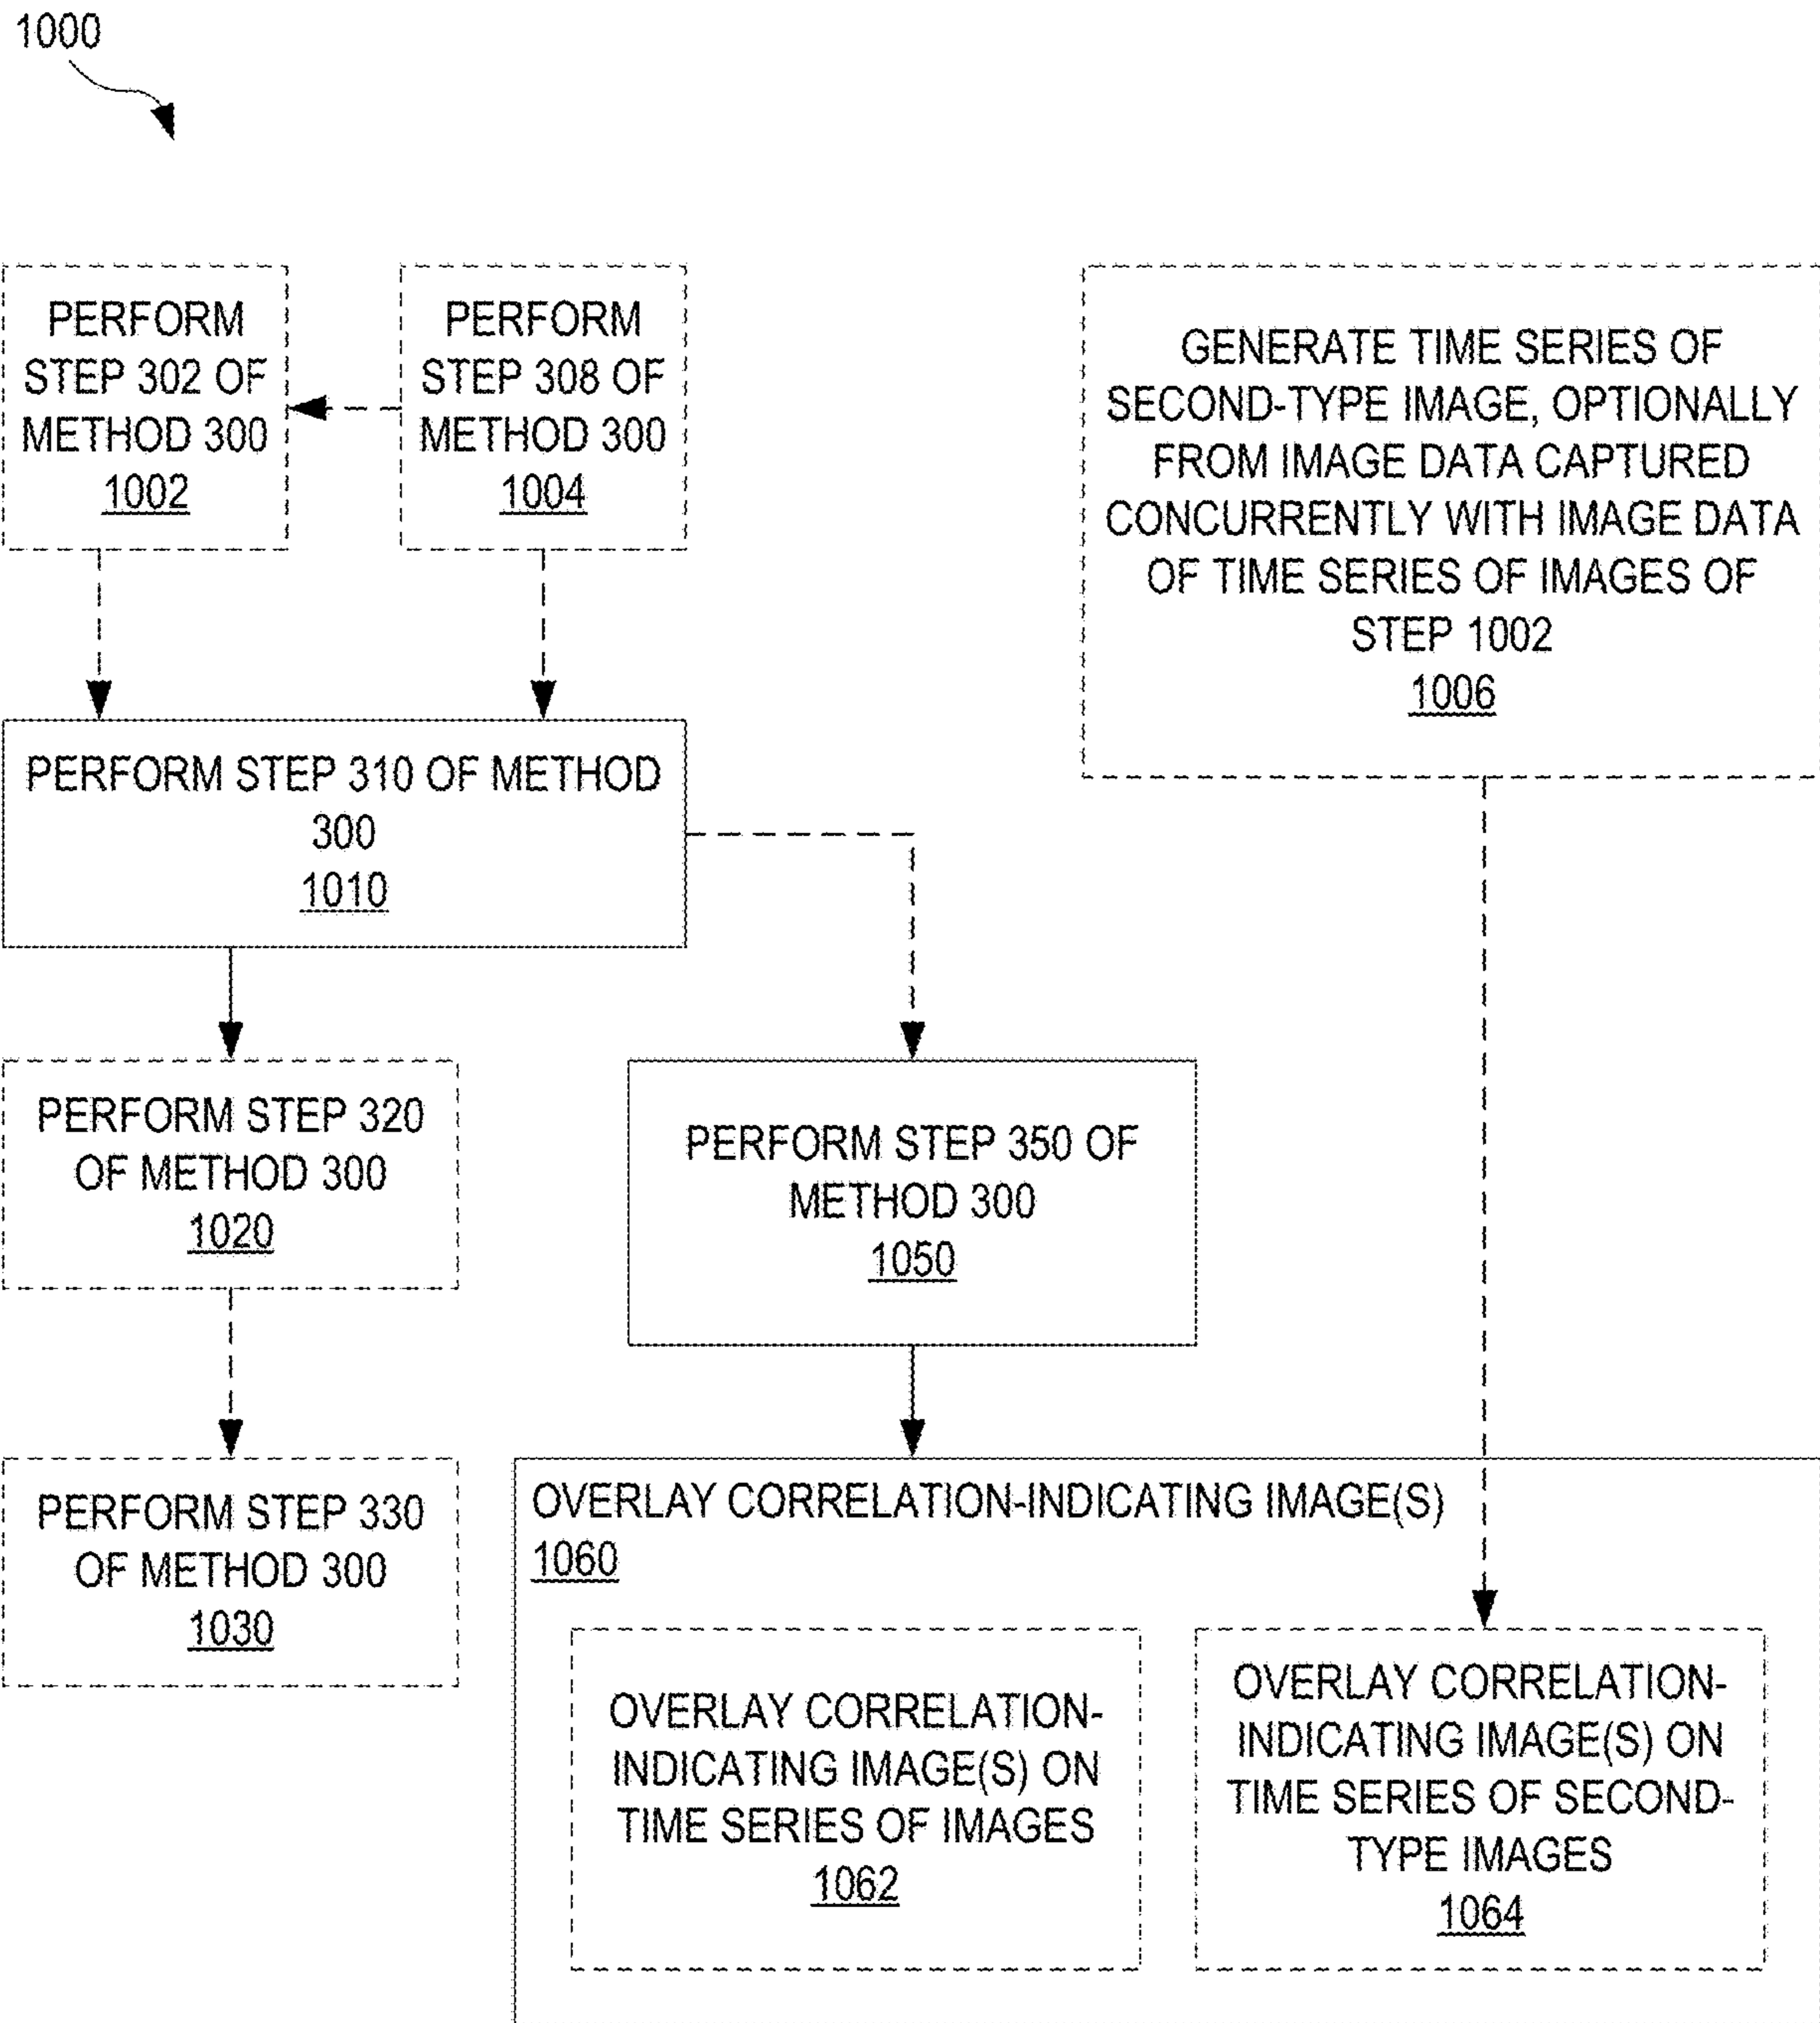 1000
PERFORM
STEP 302 OF
METHOD 300
1002
PERFORM
STEP 308 OF
METHOD 300
1004
GENERATE TIME SERIES OF
SECOND-TYPE IMAGE, OPTIONALLY
FROM IMAGE DATA CAPTURED
CONCURRENTLY WITH IMAGE DATA
OF TIME SERIES OF IMAGES OF
STEP 1002
1006
PERFORM STEP 310 OF METHOD
300
1010
PERFORM STEP 320
OF METHOD 300
1020
PERFORM STEP 350 OF
METHOD 300
1050
PERFORM STEP 330
OF METHOD 300
1030
OVERLAY CORRELATION-INDICATING IMAGE(S)
1060
OVERLAY CORRELATION-
INDICATING IMAGE(S) ON
TIME SERIES OF IMAGES
1062
OVERLAY CORRELATION-
INDICATING IMAGE(S) ON
TIME SERIES OF SECOND-
TYPE IMAGES
1064